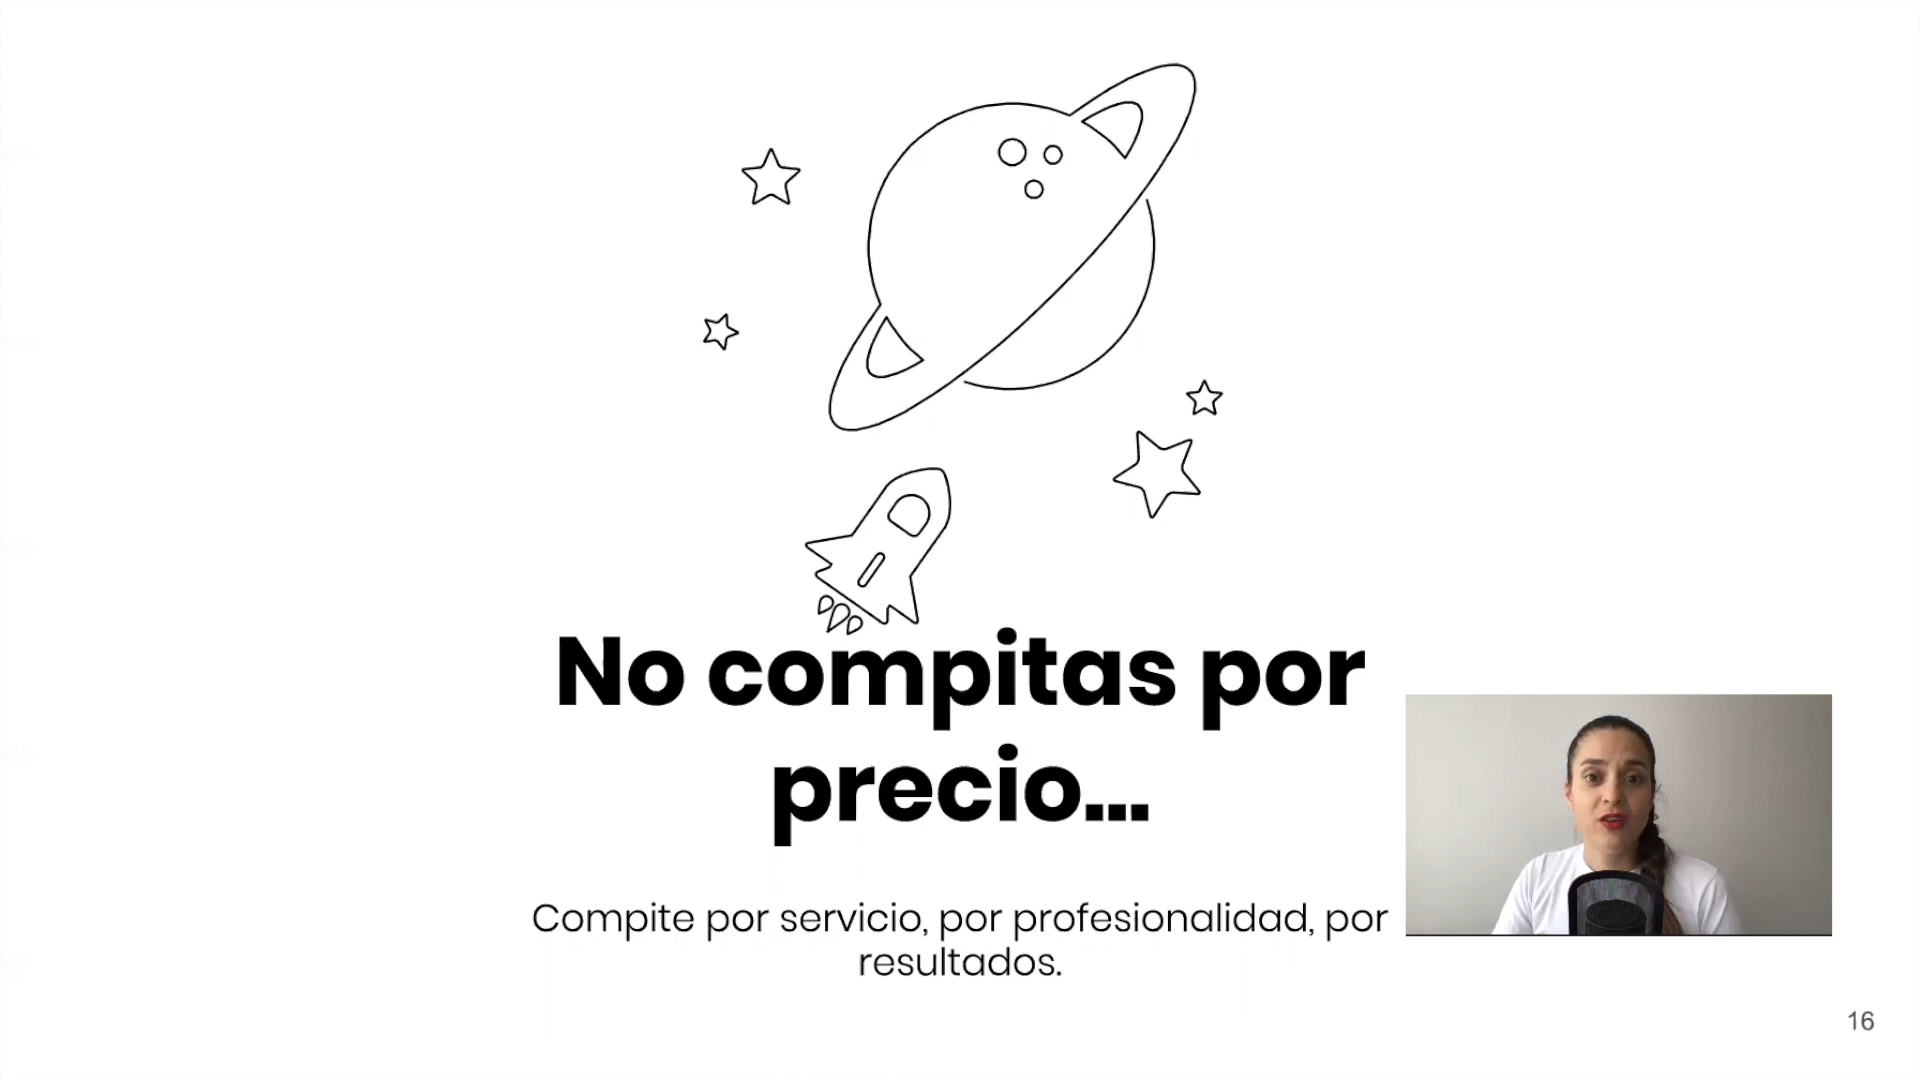 No compitas por
precio...
Compite por servicio, por profesionalidad, por
resultados.
16